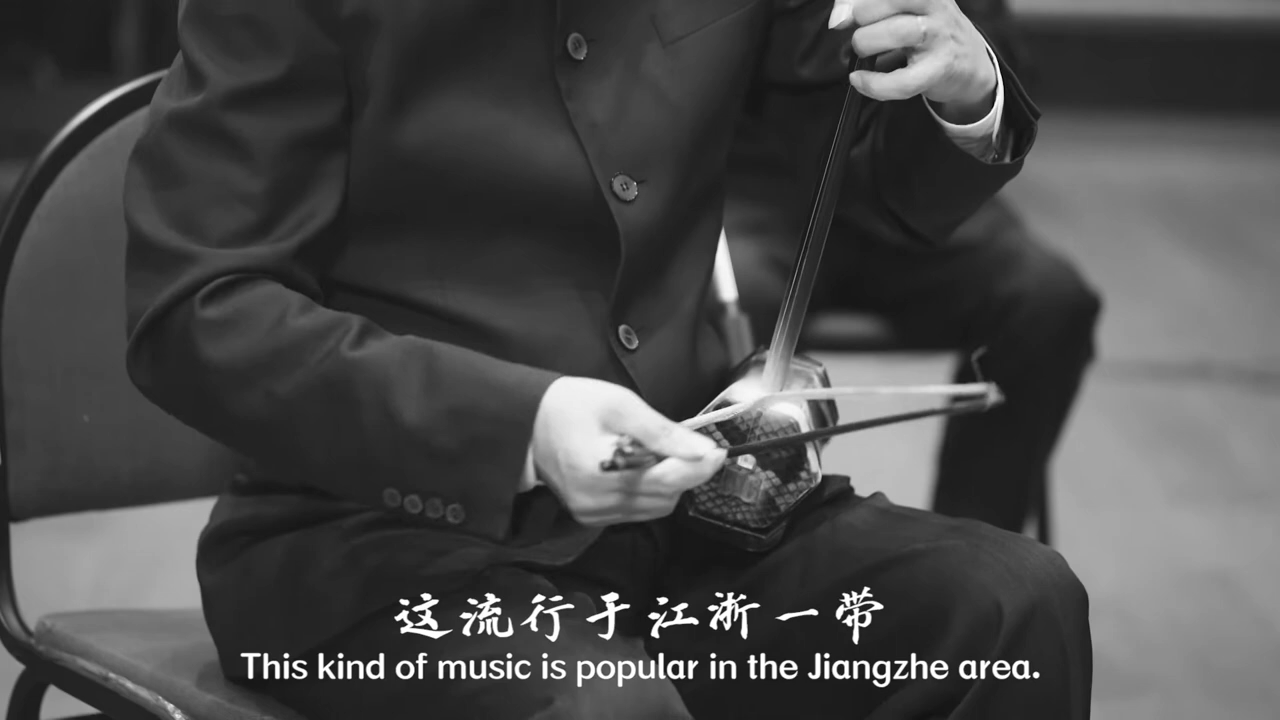 这流行于江浙一带
This kind of music is popular in the Jiangzhe area.